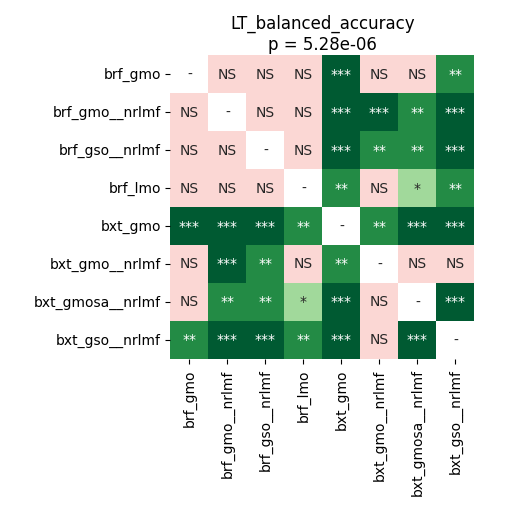 LT_balanced_accuracy
p = 5.28e-06
brf_gmo - NS NS NS *** NS NS **
brf_gmo__nrlmf NS - NS NS *** *** ** ***
brf_gso__nrlmf NS NS - NS *** ** ** ***
brf_lmo NS NS NS - ** NS * **
bxt_gmo *** *** *** ** - ** *** ***
bxt_gmo__nrlmf NS *** ** NS ** - NS NS
bxt_gmosa__nrlmf NS ** ** * *** NS - ***
bxt_gso__nrlmf ** *** *** ** *** NS *** -
brf_gmo
brf_gmo__nrlmf
brf_gso__nrlmf
brf_lmo
bxt_gmo
bxt_gmo__nrlmf
bxt_gmosa__nrlmf
bxt_gso__nrlmf